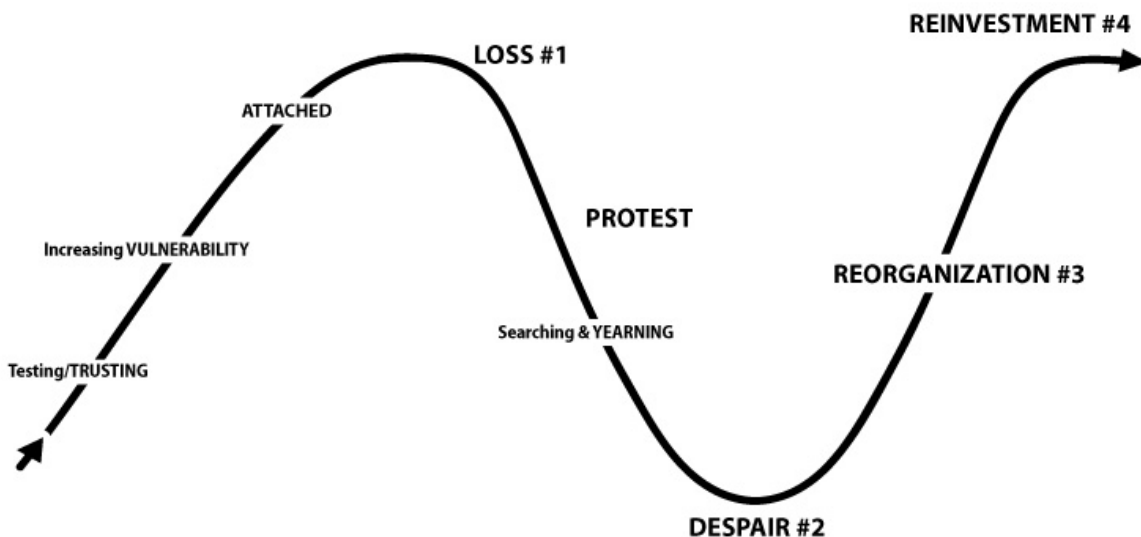 Testing/TRUSTING
Increasing VULNERABILITY
ATTACHED
LOSS #1
PROTEST
Searching & YEARNING
DESPAIR #2
REORGANIZATION #3
REINVESTMENT #4